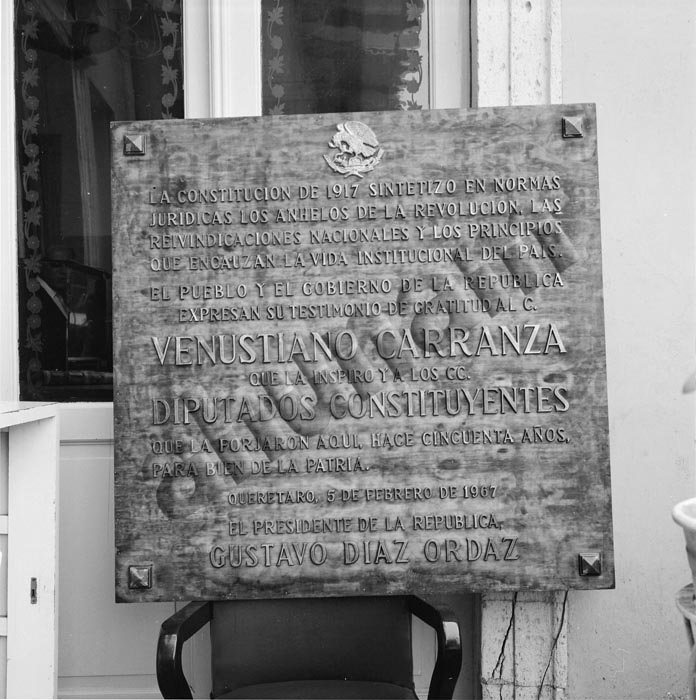 LA CONSTITUCION DE 1917 SINTETIZO EN NORMAS
JURIDICAS LOS ANHELOS DE LA REVOLUCION, LAS
REIVINDICACIONES NACIONALES Y LOS PRINCIPIOS
QUE ENCAUZAN LA VIDA INSTITUCIONAL DEL PAIS.
EL PUEBLO Y EL GOBIERNO DE LA REPUBLICA
EXPRESAN SU TESTIMONIO DE GRATITUD AL C.
VENUSTIANO CARRANZA
QUE LA INSPIRO Y A LOS CC.
DIPUTADOS CONSTITUYENTES
QUE LA FORJARON AQUI, HACE CINCUENTA AÑOS,
PARA BIEN DE LA PATRIA.
QUERETARO, 5 DE FEBRERO DE 1967
EL PRESIDENTE DE LA REPUBLICA,
GUSTAVO DIAZ ORDAZ